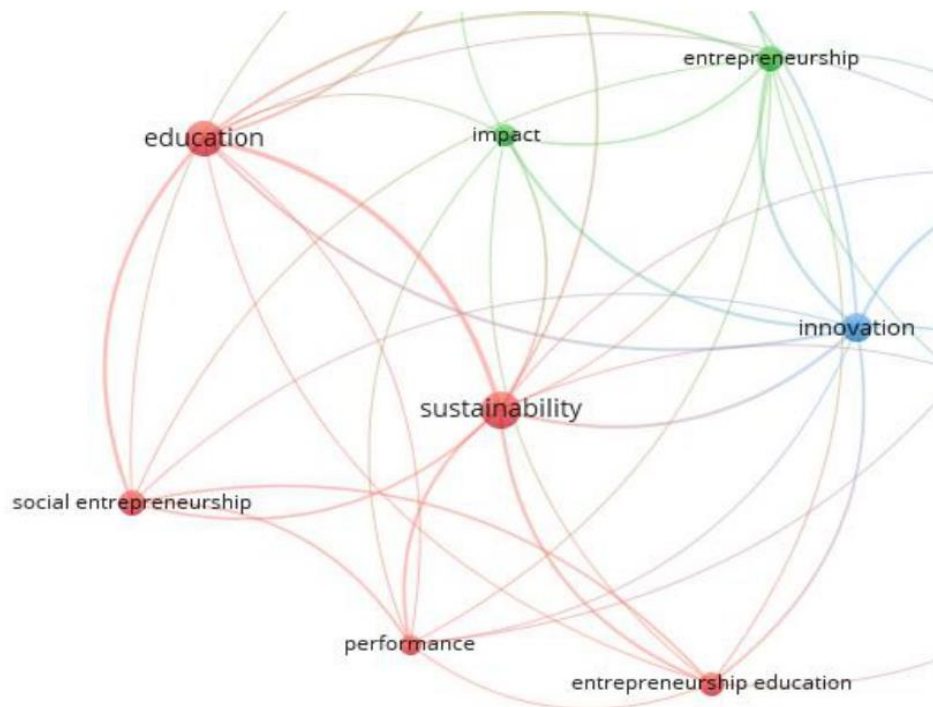 entrepreneurship
education
impact
innovation
sustainability
social entrepreneurship
performance
entrepreneurship education